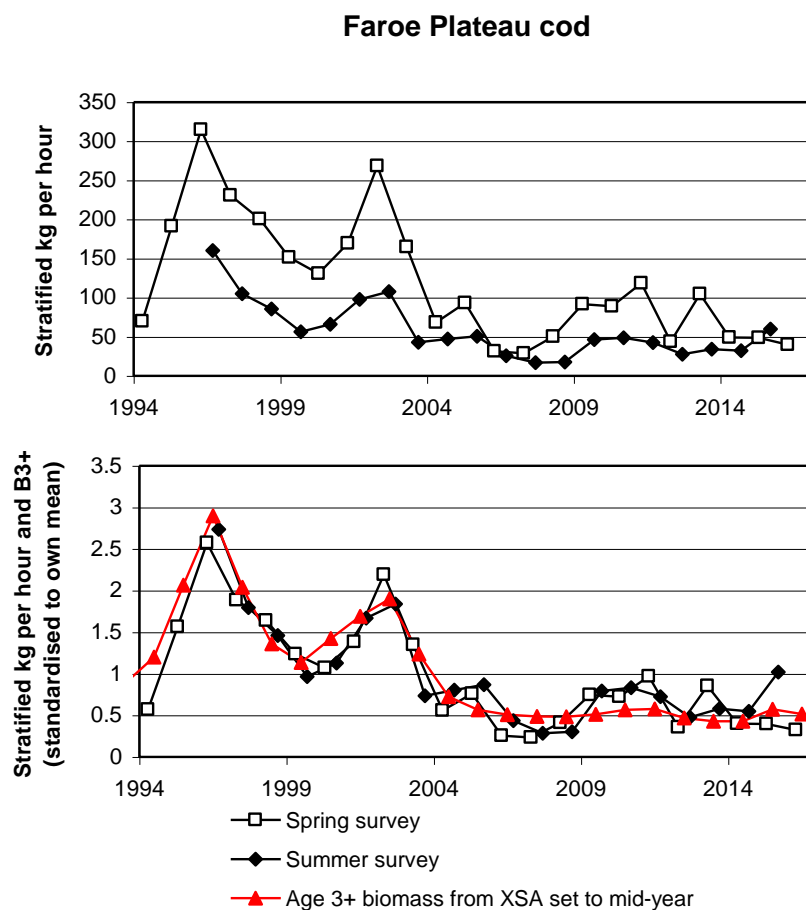 Faroe Plateau cod
Stratified kg per hour
350
300
250
200
150
100
50
0
1994 1999 2004 2009 2014
Stratified kg per hour and B3+
(standardised to own mean)
3.5
3
2.5
2
1.5
1
0.5
0
1994 1999 2004 2009 2014
Spring survey
Summer survey
Age 3+ biomass from XSA set to mid-year